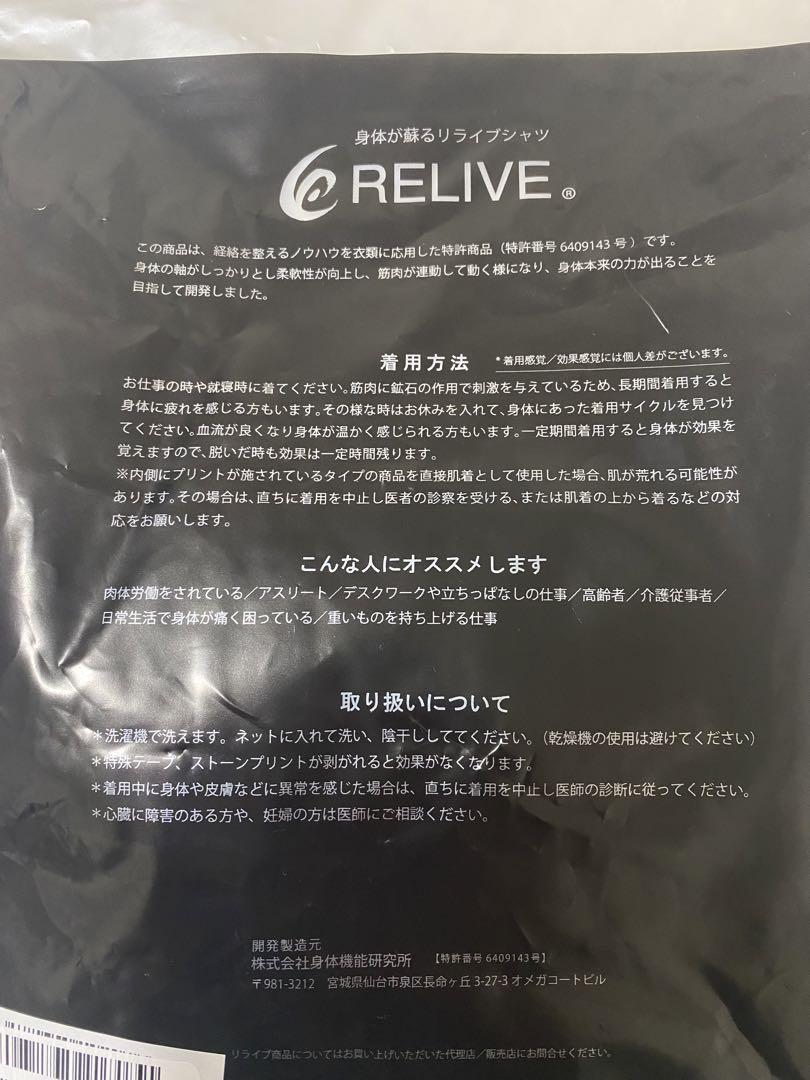 身体が蘇るリライブシャツ
RELIVE®
この商品は、経絡を整えるノウハウを衣類に応用した特許商品（特許番号 6409143 号）です。
身体の軸がしっかりとし柔軟性が向上し、筋肉が連動して動く様になり、身体本来の力が出ることを
目指して開発しました。
着用方法 *着用感覚／効果感覚には個人差がございます。
お仕事の時や就寝時に着てください。筋肉に鉱石の作用で刺激を与えているため、長期間着用すると
身体に疲れを感じる方もいます。その様な時はお休みを入れて、身体にあった着用サイクルを見つけ
てください。血流が良くなり身体が温かく感じられる方もいます。一定期間着用すると身体が効果を
覚えますので、脱いだ時も効果は一定時間残ります。
※内側にプリントが施されているタイプの商品を直接肌着として使用した場合、肌が荒れる可能性が
あります。その場合は、直ちに着用を中止し医者の診察を受ける、または肌着の上から着るなどの対
応をお願いします。
こんな人にオススメします
肉体労働をされている／アスリート／デスクワークや立ちっぱなしの仕事／高齢者／介護従事者／
日常生活で身体が痛く困っている／重いものを持ち上げる仕事
取り扱いについて
＊洗濯機で洗えます。ネットに入れて洗い、陰干ししててください。（乾燥機の使用は避けてください）
＊特殊テープ、ストーンプリントが剥がれると効果がなくなります。
＊着用中に身体や皮膚などに異常を感じた場合は、直ちに着用を中止し医師の診断に従ってください。
＊心臓に障害のある方や、妊婦の方は医師にご相談ください。
開発製造元
株式会社身体機能研究所 【特許番号 6409143号】
〒981-3212 宮城県仙台市泉区長命ヶ丘 3-27-3 オメガコートビル
リライブ商品についてはお買い上げいただいた代理店／販売店にお問合せください。